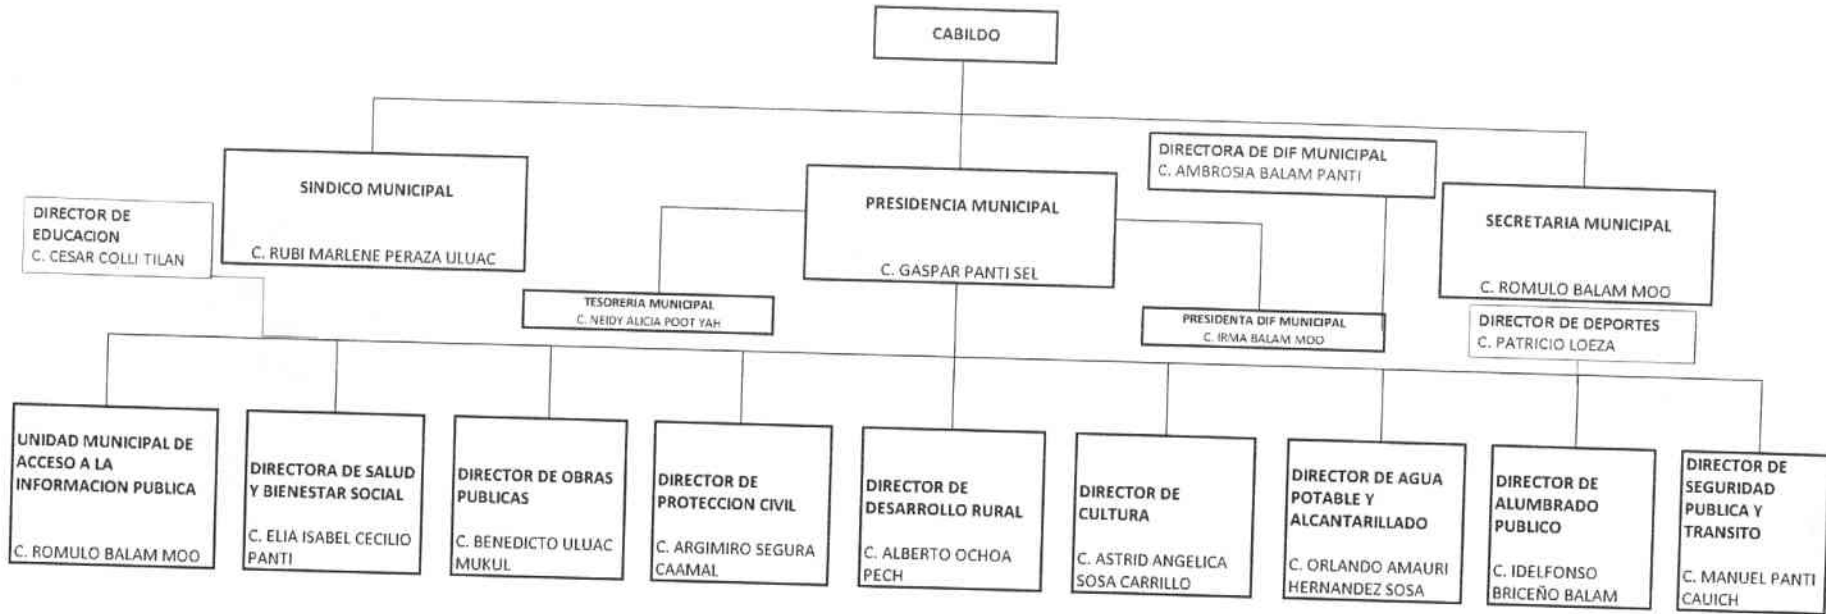 CABILDO
DIRECTORA DE DIF MUNICIPAL
C. AMBROSIA BALAM PANTI
SINDICO MUNICIPAL
C. RUBI MARLENE PERAZA ULUAC
PRESIDENCIA MUNICIPAL
C. GASPAR PANTI SEL
SECRETARIA MUNICIPAL
C. ROMULO BALAM MOO
DIRECTOR DE
EDUCACION
C. CESAR COLLI TILAN
TESORERIA MUNICIPAL
C. NEIDY ALICIA POOT YAH
PRESIDENTA DIF MUNICIPAL
C. IRMA BALAM MOO
DIRECTOR DE DEPORTES
C. PATRICIO LOEZA
UNIDAD MUNICIPAL DE
ACCESO A LA
INFORMACION PUBLICA
C. ROMULO BALAM MOO
DIRECTORA DE SALUD
Y BIENESTAR SOCIAL
C. ELIA ISABEL CECILIO
PANTI
DIRECTOR DE OBRAS
PUBLICAS
C. BENEDICTO ULUAC
MUKUL
DIRECTOR DE
PROTECCION CIVIL
C. ARGIMIRO SEGURA
CAAMAL
DIRECTOR DE
DESARROLLO RURAL
C. ALBERTO OCHOA
PECH
DIRECTOR DE
CULTURA
C. ASTRID ANGELICA
SOSA CARRILLO
DIRECTOR DE AGUA
POTABLE Y
ALCANTARILLADO
C. ORLANDO AMAURI
HERNANDEZ SOSA
DIRECTOR DE
ALUMBRADO
PUBLICO
C. IDELFONSO
BRICEÑO BALAM
DIRECTOR DE
SEGURIDAD
PUBLICA Y
TRANSITO
C. MANUEL PANTI
CAUICH